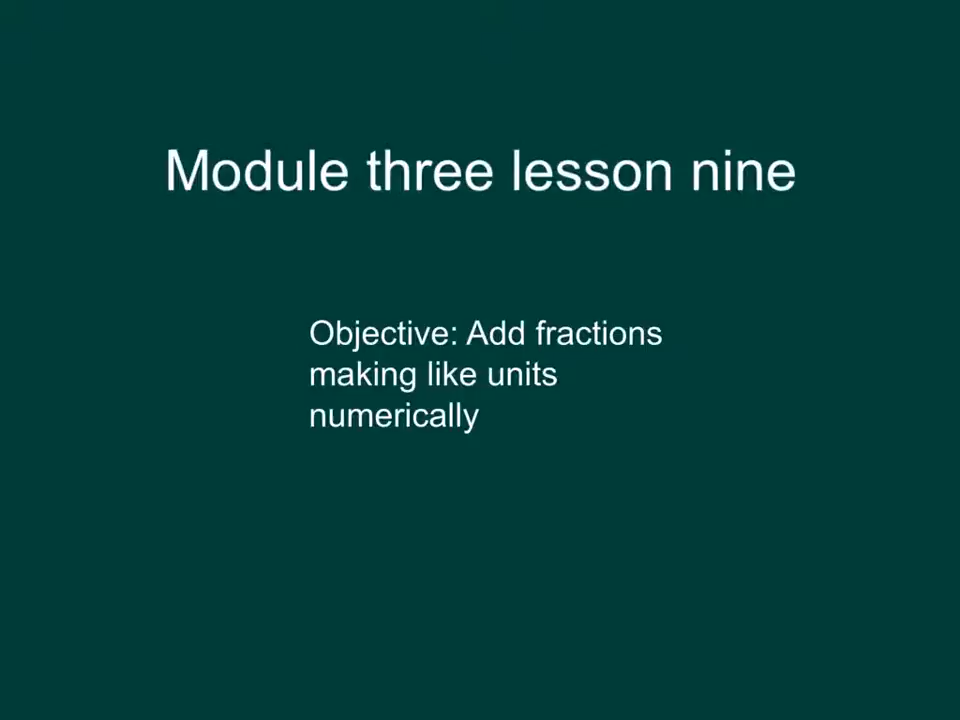 Module three lesson nine
Objective: Add fractions
making like units
numerically